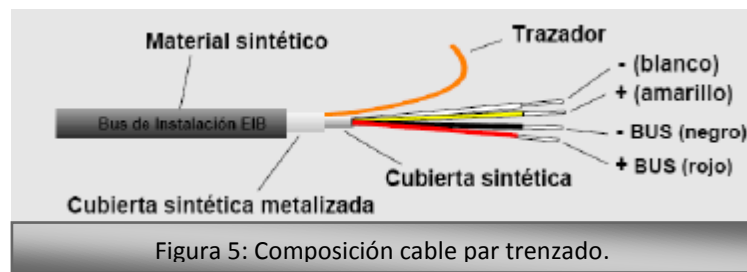 Material sintético
Trazador
- (blanco)
+ (amarillo)
Bus de Instalación EIB
- BUS (negro)
+ BUS (rojo)
Cubierta sintética
Cubierta sintética metalizada
Figura 5: Composición cable par trenzado.